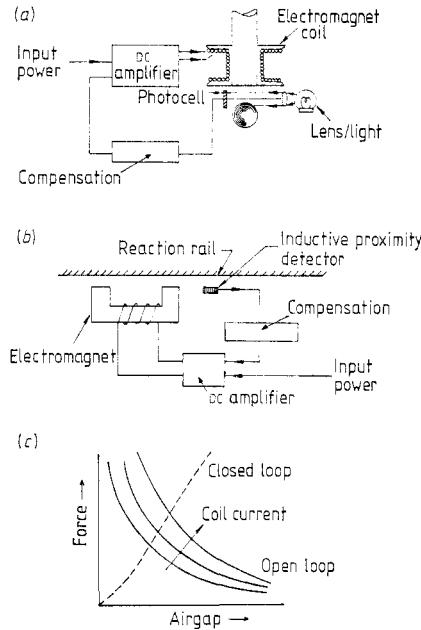 (a)
Electromagnet
coil
Input
power
DC
amplifier
Photocell
Lens/light
Compensation
(b)
Reaction rail
Inductive proximity
detector
Compensation
Electromagnet
Input
power
DC amplifier
(c)
Closed loop
Coil current
Open loop
Force
Airgap